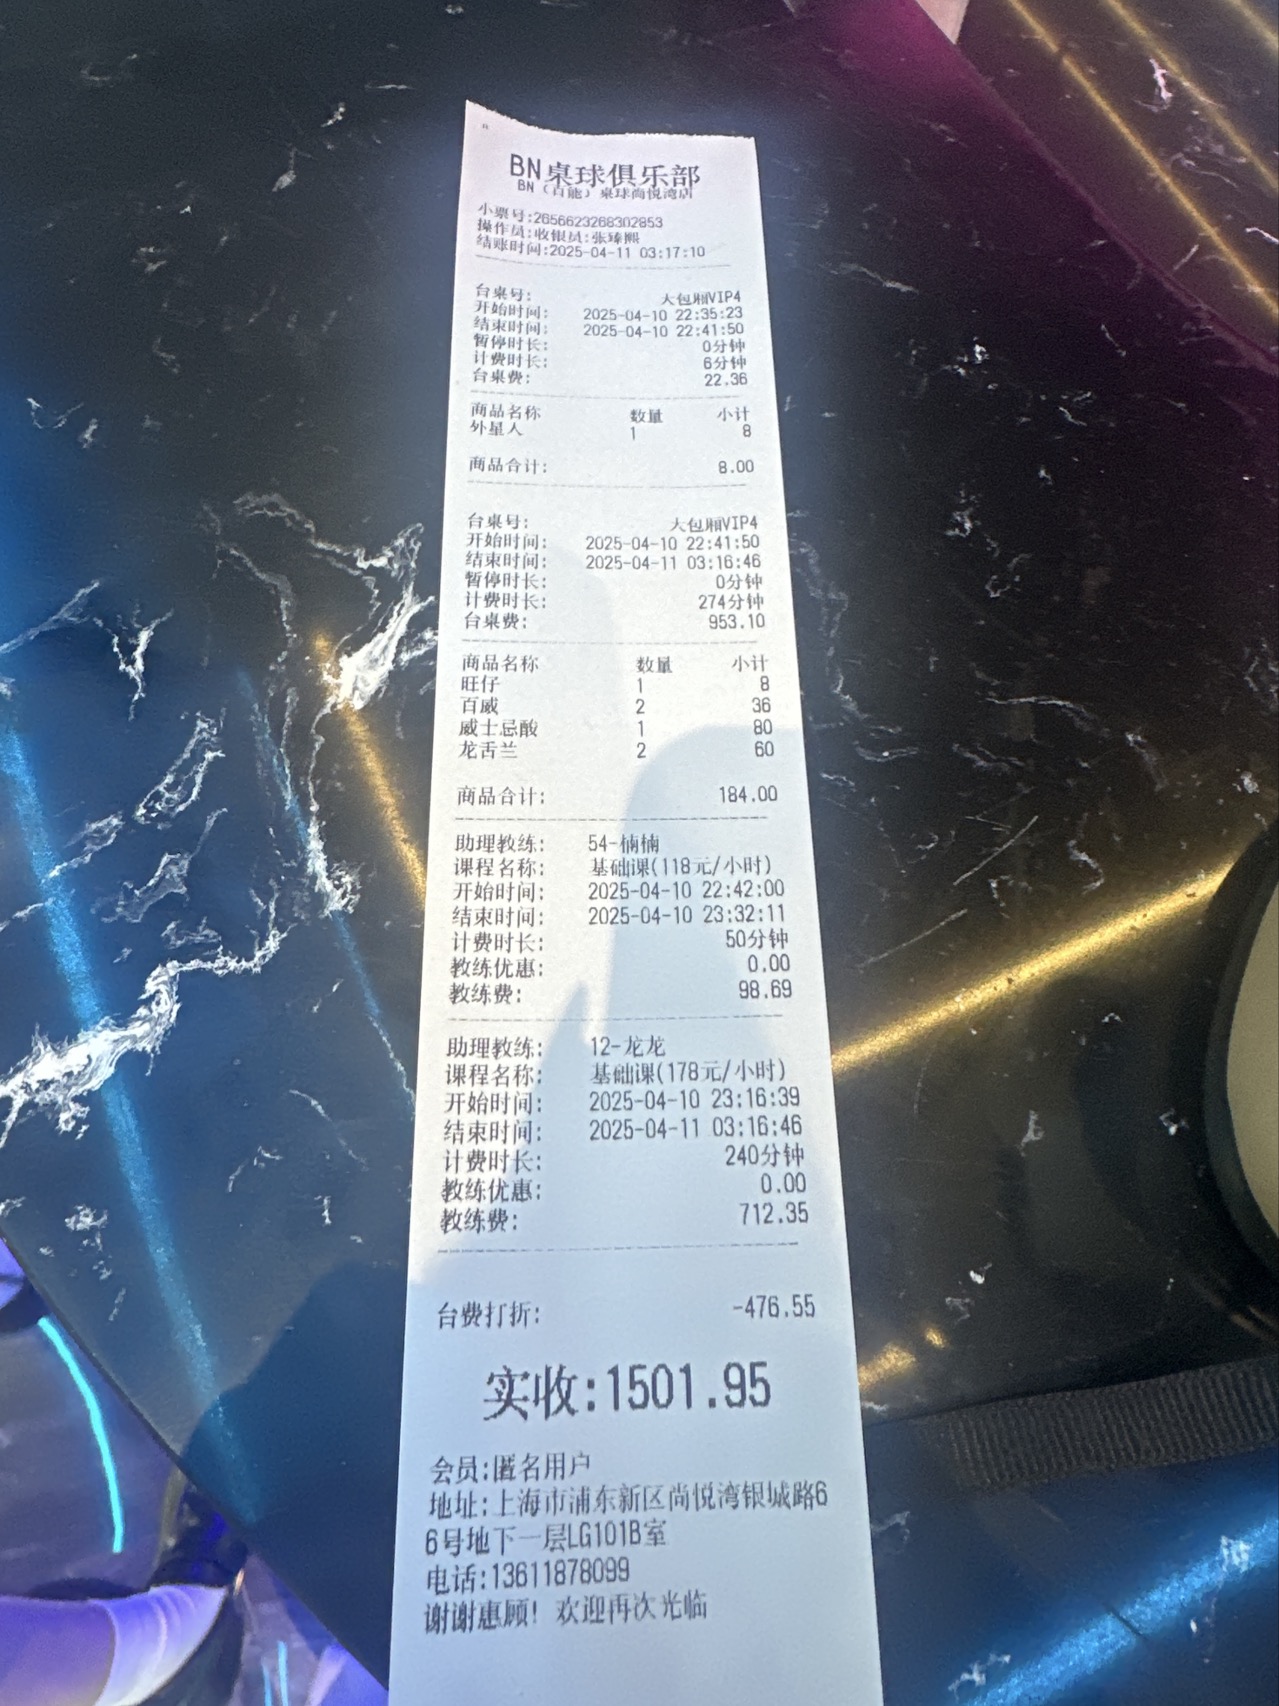 BN桌球俱乐部
BN（百能）桌球尚悦湾店
小票号:2656623268302853
操作员:收银员:张臻熙
结账时间:2025-04-11 03:17:10
台桌号: 大包厢VIP4
开始时间: 2025-04-10 22:35:23
结束时间: 2025-04-10 22:41:50
暂停时长: 0分钟
计费时长: 6分钟
台桌费: 22.36
商品名称 数量 小计
外星人 1 8
商品合计: 8.00
台桌号: 大包厢VIP4
开始时间: 2025-04-10 22:41:50
结束时间: 2025-04-11 03:16:46
暂停时长: 0分钟
计费时长: 274分钟
台桌费: 953.10
商品名称 数量 小计
旺仔 1 8
百威 2 36
威士忌酸 1 80
龙舌兰 2 60
商品合计: 184.00
助理教练: 54-楠楠
课程名称: 基础课(118元/小时)
开始时间: 2025-04-10 22:42:00
结束时间: 2025-04-10 23:32:11
计费时长: 50分钟
教练优惠: 0.00
教练费: 98.69
助理教练: 12-龙龙
课程名称: 基础课(178元/小时)
开始时间: 2025-04-10 23:16:39
结束时间: 2025-04-11 03:16:46
计费时长: 240分钟
教练优惠: 0.00
教练费: 712.35
台费打折: -476.55
实收:1501.95
会员:匿名用户
地址:上海市浦东新区尚悦湾银城路6
6号地下一层LG101B室
电话:13611878099
谢谢惠顾! 欢迎再次光临